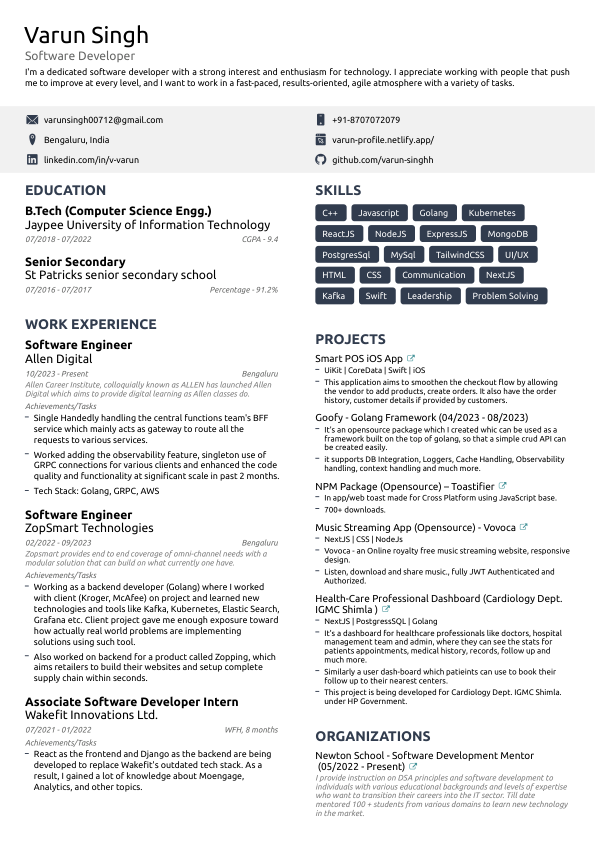 Varun Singh
Software Developer
I'm a dedicated software developer with a strong interest and enthusiasm for technology. I appreciate working with people that push
me to improve at every level, and I want to work in a fast-paced, results-oriented, agile atmosphere with a variety of tasks.
varunsingh00712@gmail.com
+91-8707072079
Bengaluru, India
varun-profile.netlify.app/
linkedin.com/in/v-varun
github.com/varun-singhh
EDUCATION
B.Tech (Computer Science Engg.)
Jaypee University of Information Technology
07/2018 - 07/2022 CGPA - 9.4
Senior Secondary
St Patricks senior secondary school
07/2016 - 07/2017 Percentage - 91.2%
WORK EXPERIENCE
Software Engineer
Allen Digital
10/2023 - Present Bengaluru
Allen Career Institute, colloquially known as ALLEN has launched Allen
Digital which aims to provide digital learning as Allen classes do.
Achievements/Tasks
– Single Handedly handling the central functions team's BFF
service which mainly acts as gateway to route all the
requests to various services.
– Worked adding the observability feature, singleton use of
GRPC connections for various clients and enhanced the code
quality and functionality at significant scale in past 2 months.
– Tech Stack: Golang, GRPC, AWS
Software Engineer
ZopSmart Technologies
02/2022 - 09/2023 Bengaluru
Zopsmart provides end to end coverage of omni-channel needs with a
modular solution that can build on what currently one have.
Achievements/Tasks
– Working as a backend developer (Golang) where I worked
with client (Kroger, McAfee) on project and learned new
technologies and tools like Kafka, Kubernetes, Elastic Search,
Grafana etc. Client project gave me enough exposure toward
how actually real world problems are implementing
solutions using such tool.
– Also worked on backend for a product called Zopping, which
aims retailers to build their websites and setup complete
supply chain within seconds.
Associate Software Developer Intern
Wakefit Innovations Ltd.
07/2021 - 01/2022 WFH, 8 months
Achievements/Tasks
– React as the frontend and Django as the backend are being
developed to replace Wakefit's outdated tech stack. As a
result, I gained a lot of knowledge about Moengage,
Analytics, and other topics.
SKILLS
C++ Javascript Golang Kubernetes
ReactJS NodeJS ExpressJS MongoDB
PostgresSql MySql TailwindCSS UI/UX
HTML CSS Communication NextJS
Kafka Swift Leadership Problem Solving
PROJECTS
Smart POS iOS App
– UiKit | CoreData | Swift | iOS
– This application aims to smoothen the checkout flow by allowing
the vendor to add products, create orders. It also have the order
history, customer details if provided by customers.
Goofy - Golang Framework (04/2023 - 08/2023)
– It's an opensource package which I created whic can be used as a
framework built on the top of golang, so that a simple crud API can
be created easily.
– it supports DB Integration, Loggers, Cache Handling, Observability
handling, context handling and much more.
NPM Package (Opensource) – Toastifier
– In app/web toast made for Cross Platform using JavaScript base.
– 700+ downloads.
Music Streaming App (Opensource) - Vovoca
– NextJS | CSS | NodeJs
– Vovoca - an Online royalty free music streaming website, responsive
design.
– Listen, download and share music., fully JWT Authenticated and
Authorized.
Health-Care Professional Dashboard (Cardiology Dept.
IGMC Shimla )
– NextJS | PostgressSQL | Golang
– It's a dashboard for healthcare professionals like doctors, hospital
management team and admin, where they can see the stats for
patients appointments, medical history, records, follow up and
much more.
– Similarly a user dash-board which patieints can use to book their
follow up to their nearest centers.
– This project is being developed for Cardiology Dept. IGMC Shimla.
under HP Government.
ORGANIZATIONS
Newton School - Software Development Mentor
(05/2022 - Present)
I provide instruction on DSA principles and software development to
individuals with various educational backgrounds and levels of expertise
who want to transition their careers into the IT sector. Till date
mentored 100 + students from various domains to learn new technology
in the market.